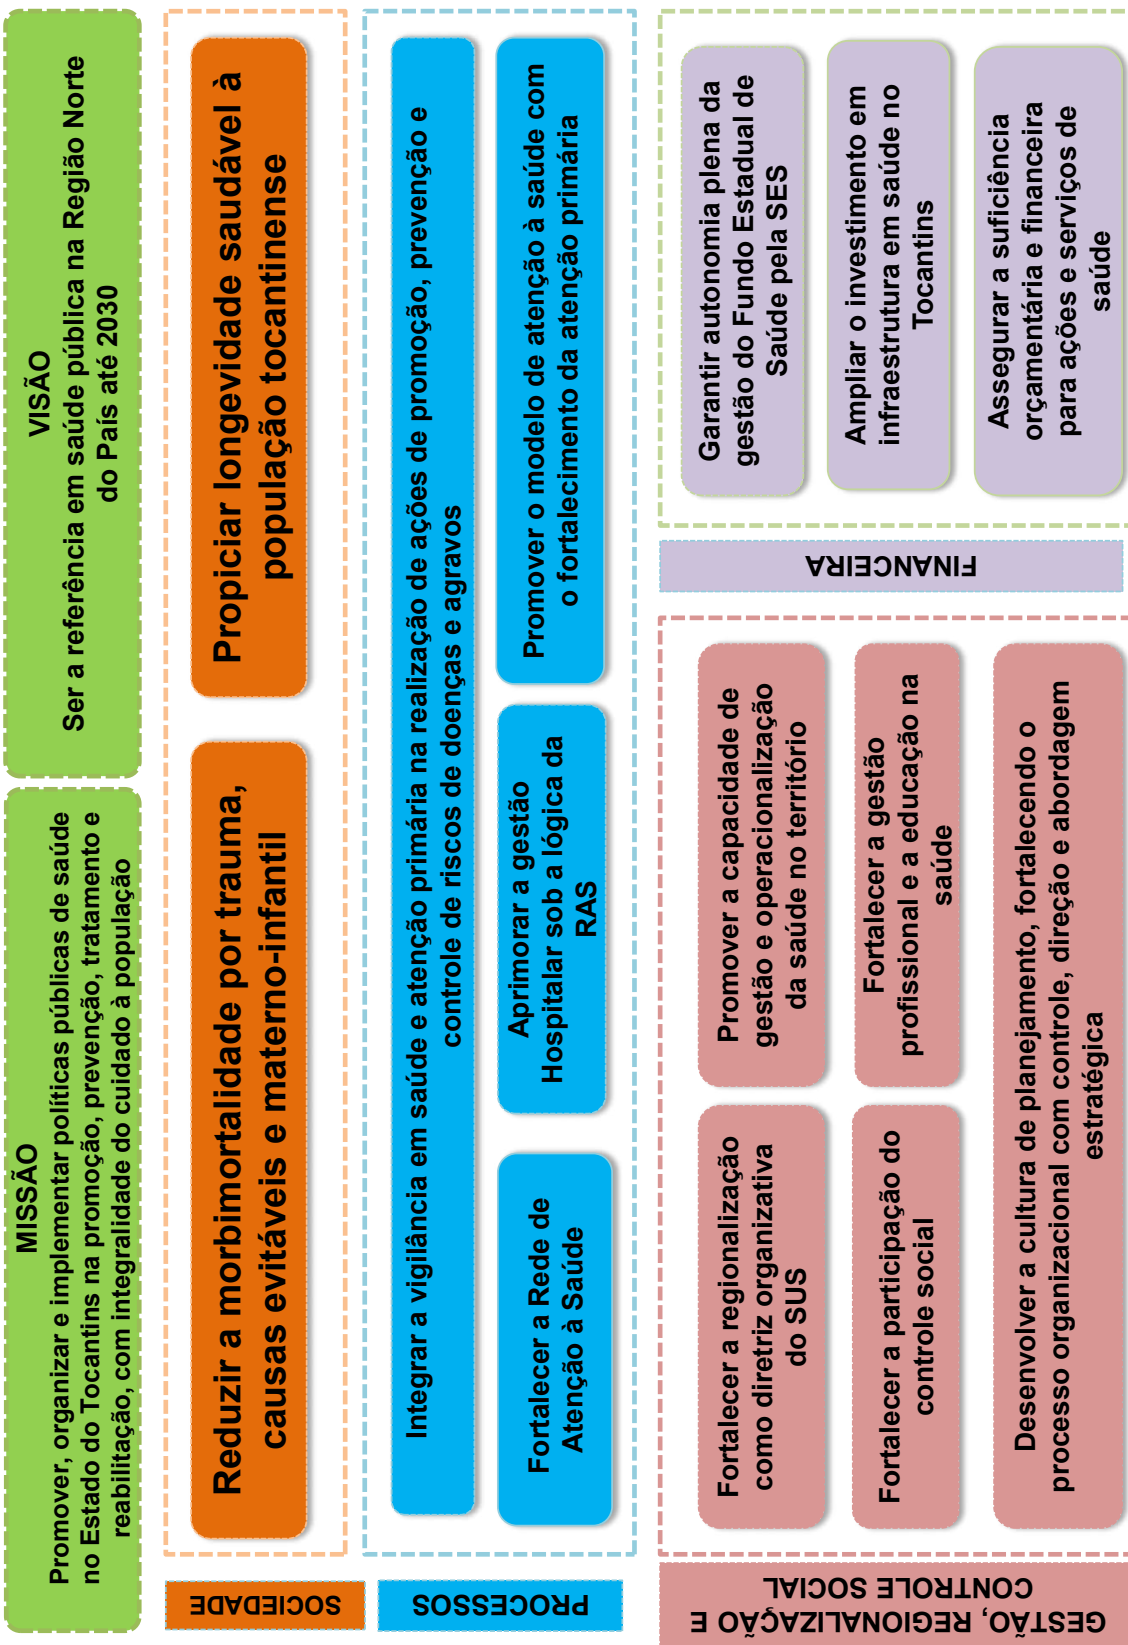 MISSÃO
Promover, organizar e implementar políticas públicas de saúde
no Estado do Tocantins na promoção, prevenção, tratamento e
reabilitação, com integralidade do cuidado à população
VISÃO
Ser a referência em saúde pública na Região Norte
do País até 2030
SOCIEDADE
Reduzir a morbimortalidade por trauma,
causas evitáveis e materno-infantil
Propiciar longevidade saudável à
população tocantinense
PROCESSOS
Integrar a vigilância em saúde e atenção primária na realização de ações de promoção, prevenção e
controle de riscos de doenças e agravos
Fortalecer a Rede de
Atenção à Saúde
Aprimorar a gestão
Hospitalar sob a lógica da
RAS
Promover o modelo de atenção à saúde com
o fortalecimento da atenção primária
GESTÃO, REGIONALIZAÇÃO E
CONTROLE SOCIAL
Fortalecer a regionalização
como diretriz organizativa
do SUS
Promover a capacidade de
gestão e operacionalização
da saúde no território
Fortalecer a participação do
controle social
Fortalecer a gestão
profissional e a educação na
saúde
Desenvolver a cultura de planejamento, fortalecendo o
processo organizacional com controle, direção e abordagem
estratégica
FINANCEIRA
Garantir autonomia plena da
gestão do Fundo Estadual de
Saúde pela SES
Ampliar o investimento em
infraestrutura em saúde no
Tocantins
Assegurar a suficiência
orçamentária e financeira
para ações e serviços de
saúde